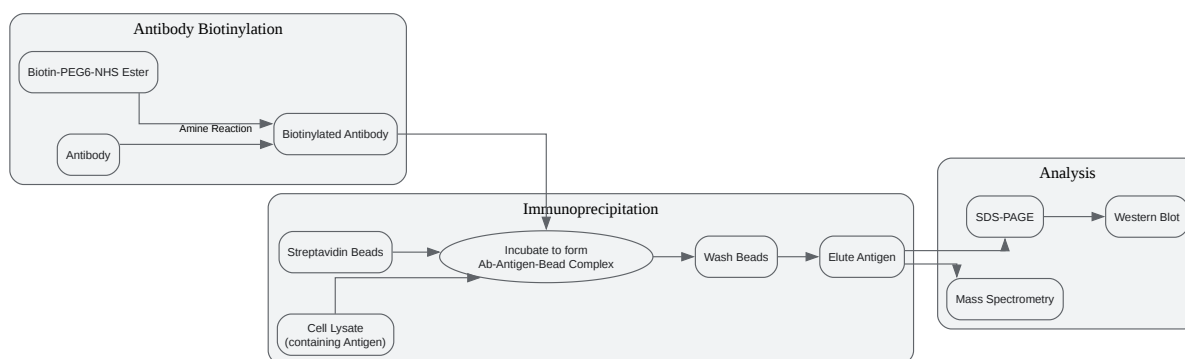 Antibody Biotinylation
Biotin-PEG6-NHS Ester
Amine Reaction
Biotinylated Antibody
Antibody
Immunoprecipitation
Streptavidin Beads
Incubate to form
Ab-Antigen-Bead Complex
Wash Beads
Elute Antigen
Cell Lysate
(containing Antigen)
Analysis
SDS-PAGE
Western Blot
Mass Spectrometry